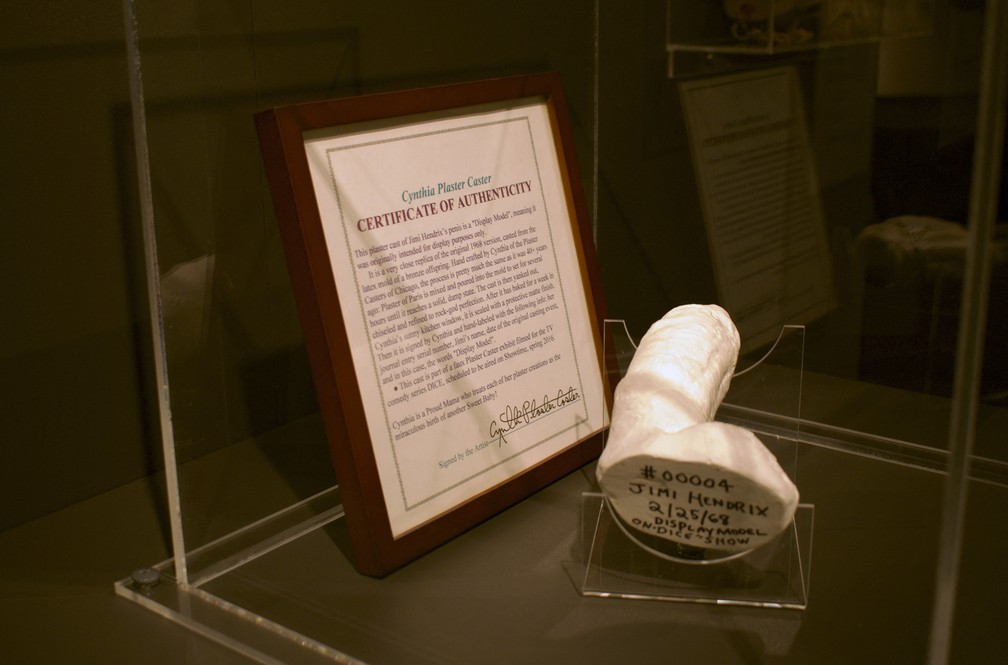 Cynthia Plaster Caster
CERTIFICATE OF AUTHENTICITY
This plaster cast of Jimi Hendrix's penis is a "Display Model", meaning it
was originally intended for display purposes only.
It is a very close replica of the original 1968 version, casted from the
latex mold of a bronze offspring. Hand crafted by Cynthia of the Plaster
Casters of Chicago, the process is pretty much the same as it was 40+ years
ago: Plaster of Paris is mixed and poured into the mold to set for several
hours until it reaches a solid, damp state. The cast is then yanked out,
chiseled and refined to rock-god perfection. After it has baked for a week in
Cynthia's sunny kitchen window, it is sealed with a protective matte finish.
Then it is signed by Cynthia and hand-labeled with the following info: her
journal entry serial number, Jimi's name, date of the original casting event,
and in this case, the words "Display Model".
• This cast is part of a faux Plaster Caster exhibit filmed for the TV
comedy series DICE, scheduled to be aired on Showtime, spring 2016.
Cynthia is a Proud Mama who treats each of her plaster creations as the
miraculous birth of another Sweet Baby!
Signed by the Artist Cynthia Plaster Caster
#00004
JIMI HENDRIX
2/25/68
DISPLAY MODEL
ON "DICE" SHOW